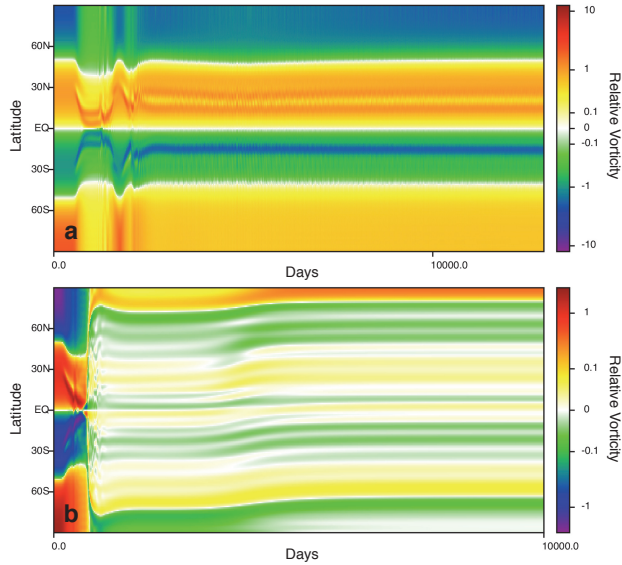 10
60N
30N
1
0.1
EQ
0
-0.1
30S
-1
60S
a
-10
Latitude
Relative Vorticity
0.0
10000.0
Days
1
60N
30N
0.1
EQ
0
30S
-0.1
60S
-1
b
Latitude
Relative Vorticity
0.0
10000.0
Days